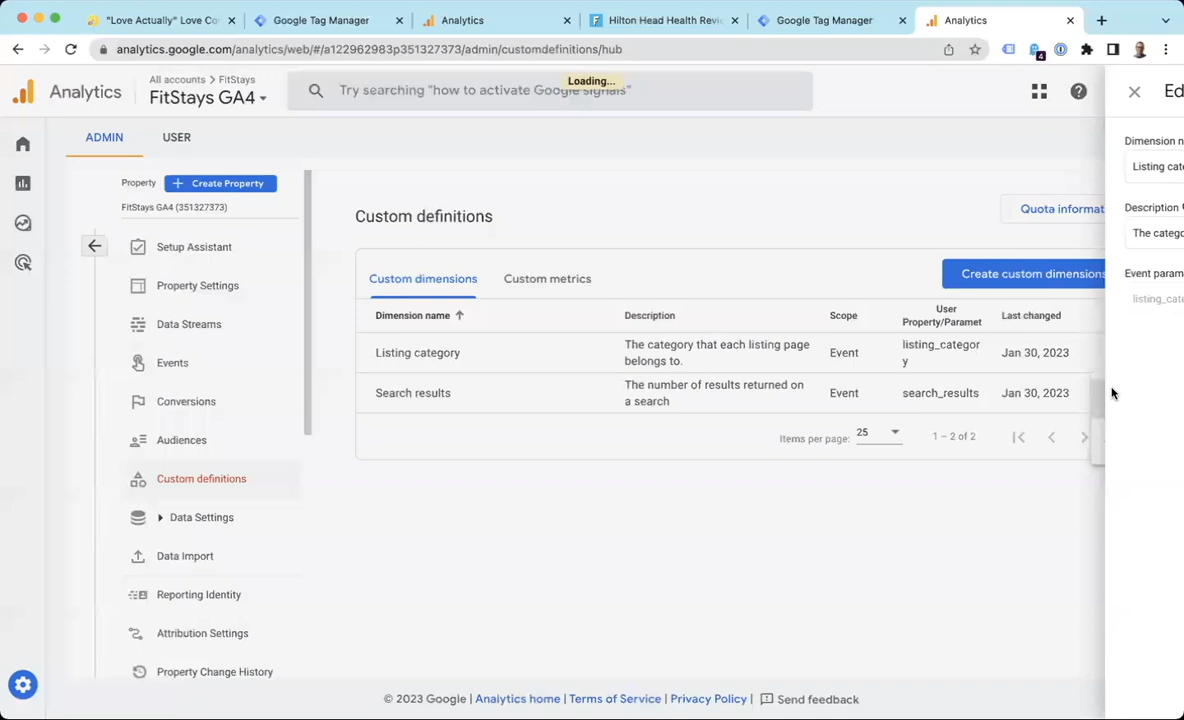 "Love Actually" Love Co
Google Tag Manager
Analytics
Hilton Head Health Revi
Google Tag Manager
Analytics
analytics.google.com/analytics/web/#/a122962983p351327373/admin/customdefinitions/hub
4
Analytics
All accounts > FitStays
FitStays GA4
Loading...
Try searching "how to activate Google signals"
Ed
ADMIN
USER
Property
Create Property
FitStays GA4 (351327373)
Setup Assistant
Property Settings
Data Streams
Events
Conversions
Audiences
Custom definitions
Data Settings
Data Import
Reporting Identity
Attribution Settings
Property Change History
Custom definitions
Quota informat
Custom dimensions
Custom metrics
Create custom dimensions
Dimension name
Description
Scope
User
Property/Paramet
Last changed
Listing category
The category that each listing page
belongs to.
Event
listing_categor
y
Jan 30, 2023
Search results
The number of results returned on
a search
Event
search_results
Jan 30, 2023
Items per page:
25
1 – 2 of 2
Dimension n
Listing cate
Description
The catego
Event param
listing_cate
© 2023 Google | Analytics home | Terms of Service | Privacy Policy | Send feedback